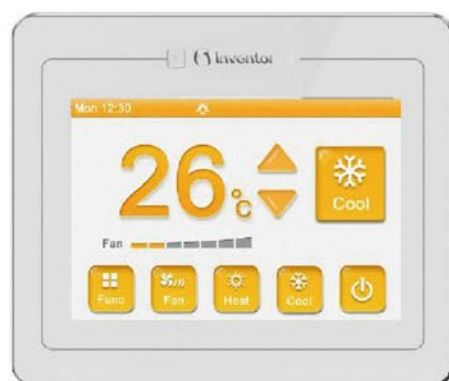 inventor
Mon 12:30
26°C
Cool
Fan
Func Fan Heat Cool